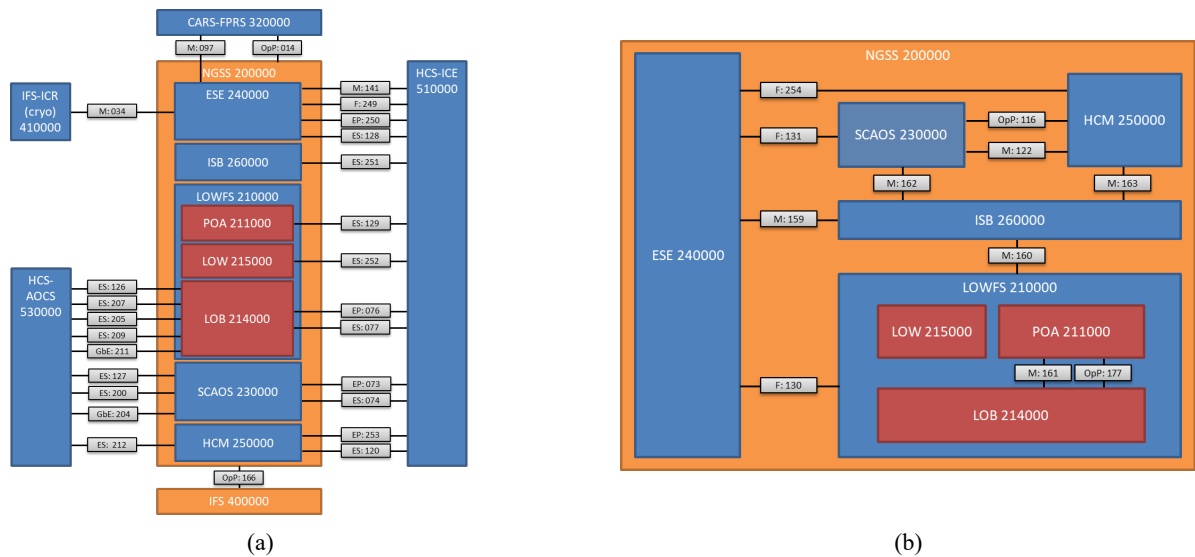 CARS-FPRS 320000
M: 097
OpP: 014
NGSS 200000
ESE 240000
IFS-ICR
(cryo)
410000
M: 034
HCS-ICE
510000
M: 141
F: 249
EP: 250
ES: 128
ISB 260000
ES: 251
LOWFS 210000
POA 211000
ES: 129
LOW 215000
ES: 252
LOB 214000
EP: 076
ES: 077
HCS-
AOCS
530000
ES: 126
ES: 207
ES: 205
ES: 209
GbE: 211
ES: 127
ES: 200
GbE: 204
ES: 212
SCAOS 230000
EP: 073
ES: 074
HCM 250000
EP: 253
ES: 120
OpP: 166
IFS 400000
(a)
NGSS 200000
ESE 240000
F: 254
F: 131
SCAOS 230000
OpP: 116
M: 122
HCM 250000
M: 162
M: 163
M: 159
ISB 260000
M: 160
LOWFS 210000
LOW 215000
POA 211000
M: 161
OpP: 177
F: 130
LOB 214000
(b)